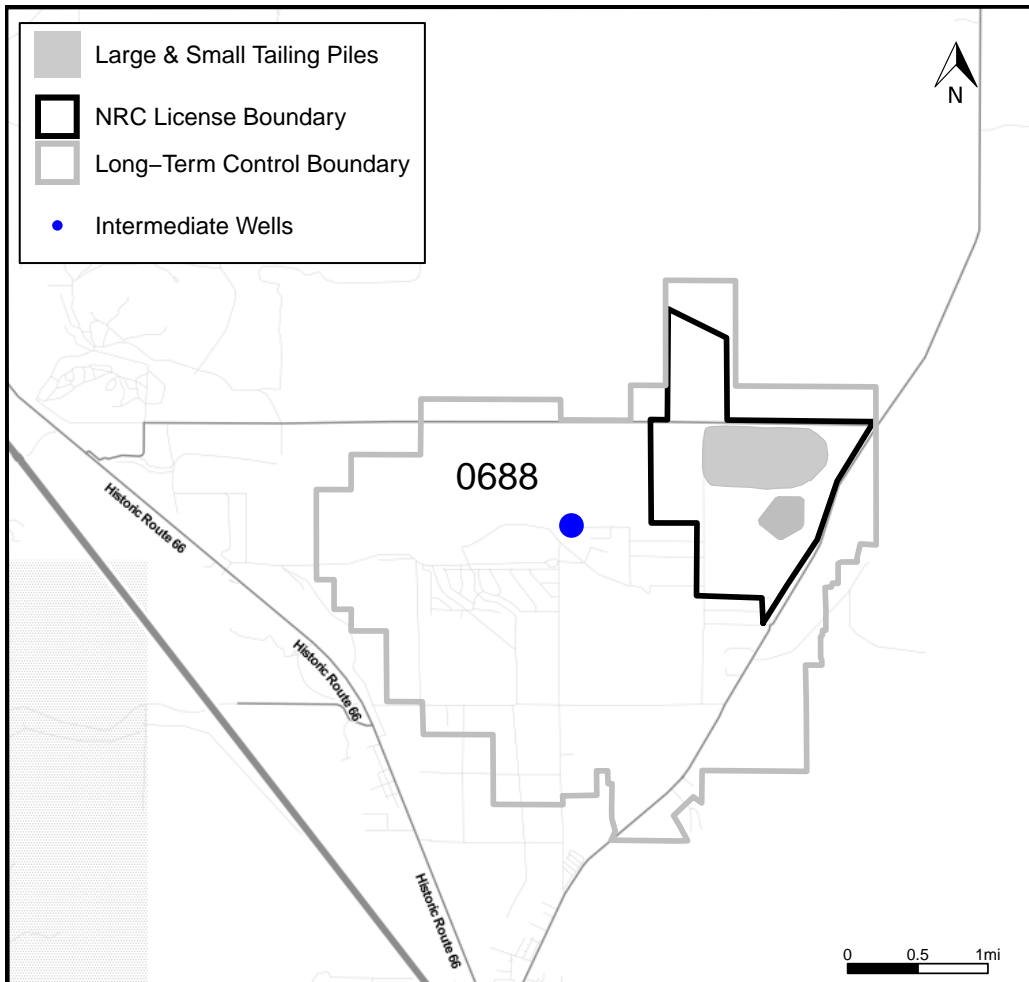 Large & Small Tailing Piles
NRC License Boundary
Long−Term Control Boundary
Intermediate Wells
N
0688
Historic Route 66
Historic Route 66
Historic Route 66
0 0.5 1mi